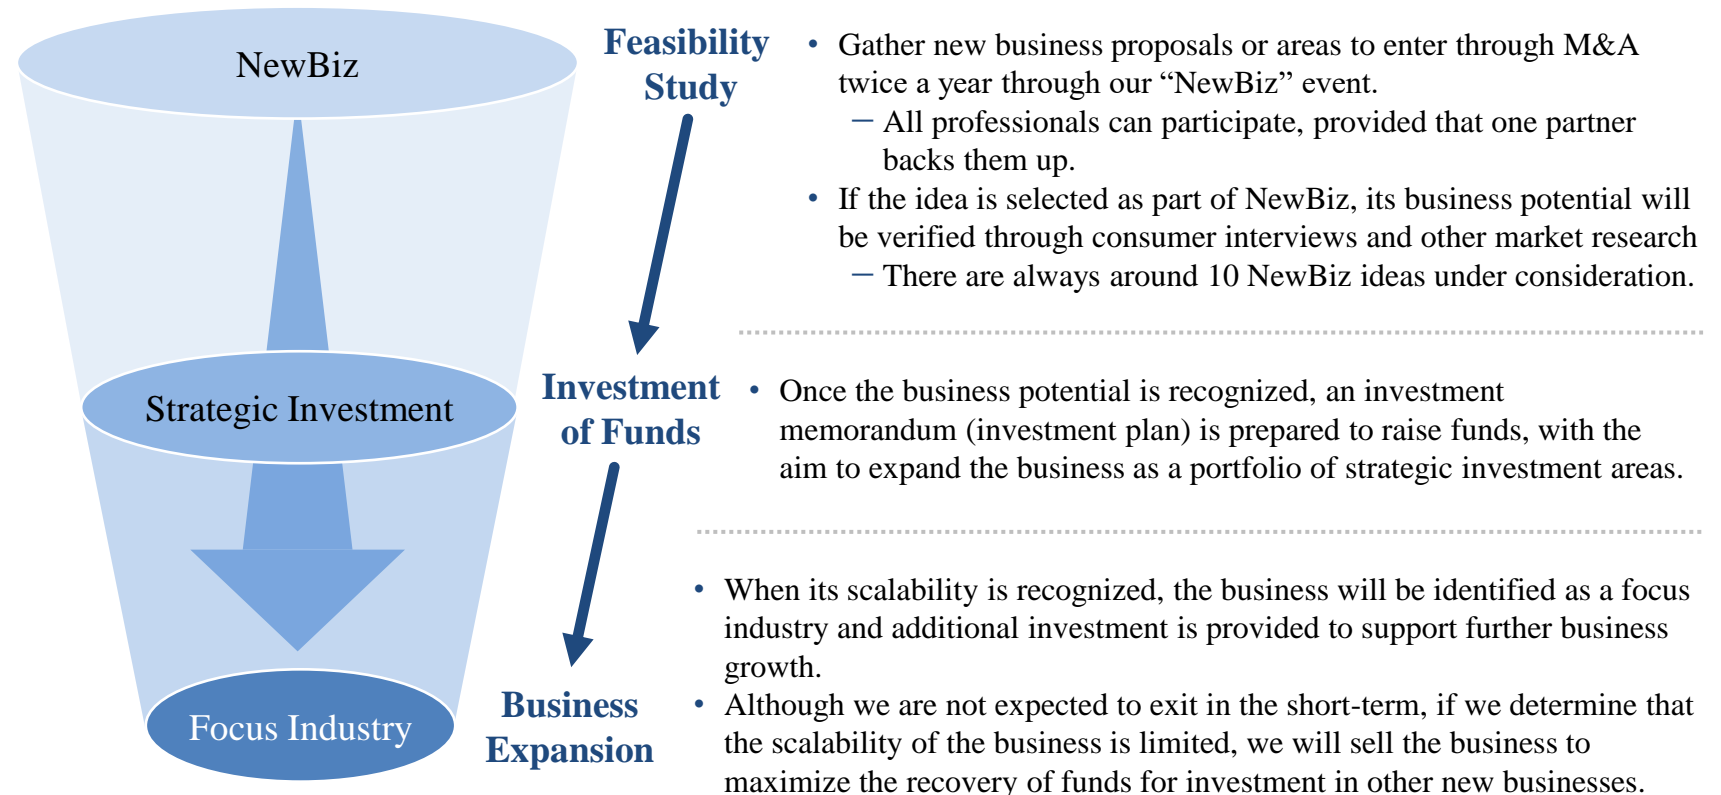 NewBiz
Feasibility
Study
• Gather new business proposals or areas to enter through M&A
twice a year through our “NewBiz” event.
– All professionals can participate, provided that one partner
backs them up.
• If the idea is selected as part of NewBiz, its business potential will
be verified through consumer interviews and other market research
– There are always around 10 NewBiz ideas under consideration.
Strategic Investment
Investment
of Funds
• Once the business potential is recognized, an investment
memorandum (investment plan) is prepared to raise funds, with the
aim to expand the business as a portfolio of strategic investment areas.
Focus Industry
Business
Expansion
• When its scalability is recognized, the business will be identified as a focus
industry and additional investment is provided to support further business
growth.
• Although we are not expected to exit in the short-term, if we determine that
the scalability of the business is limited, we will sell the business to
maximize the recovery of funds for investment in other new businesses.